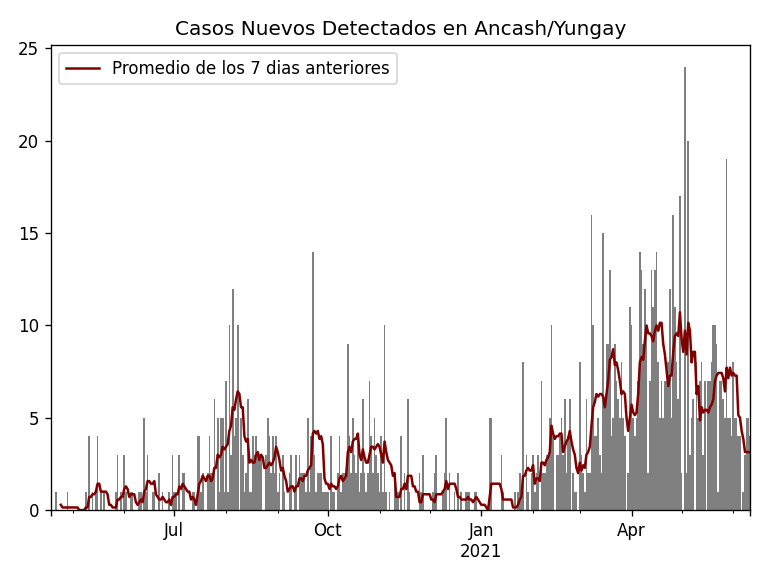 Casos Nuevos Detectados en Ancash/Yungay
Promedio de los 7 dias anteriores
25
20
15
10
5
0
Jul
Oct
Jan
2021
Apr